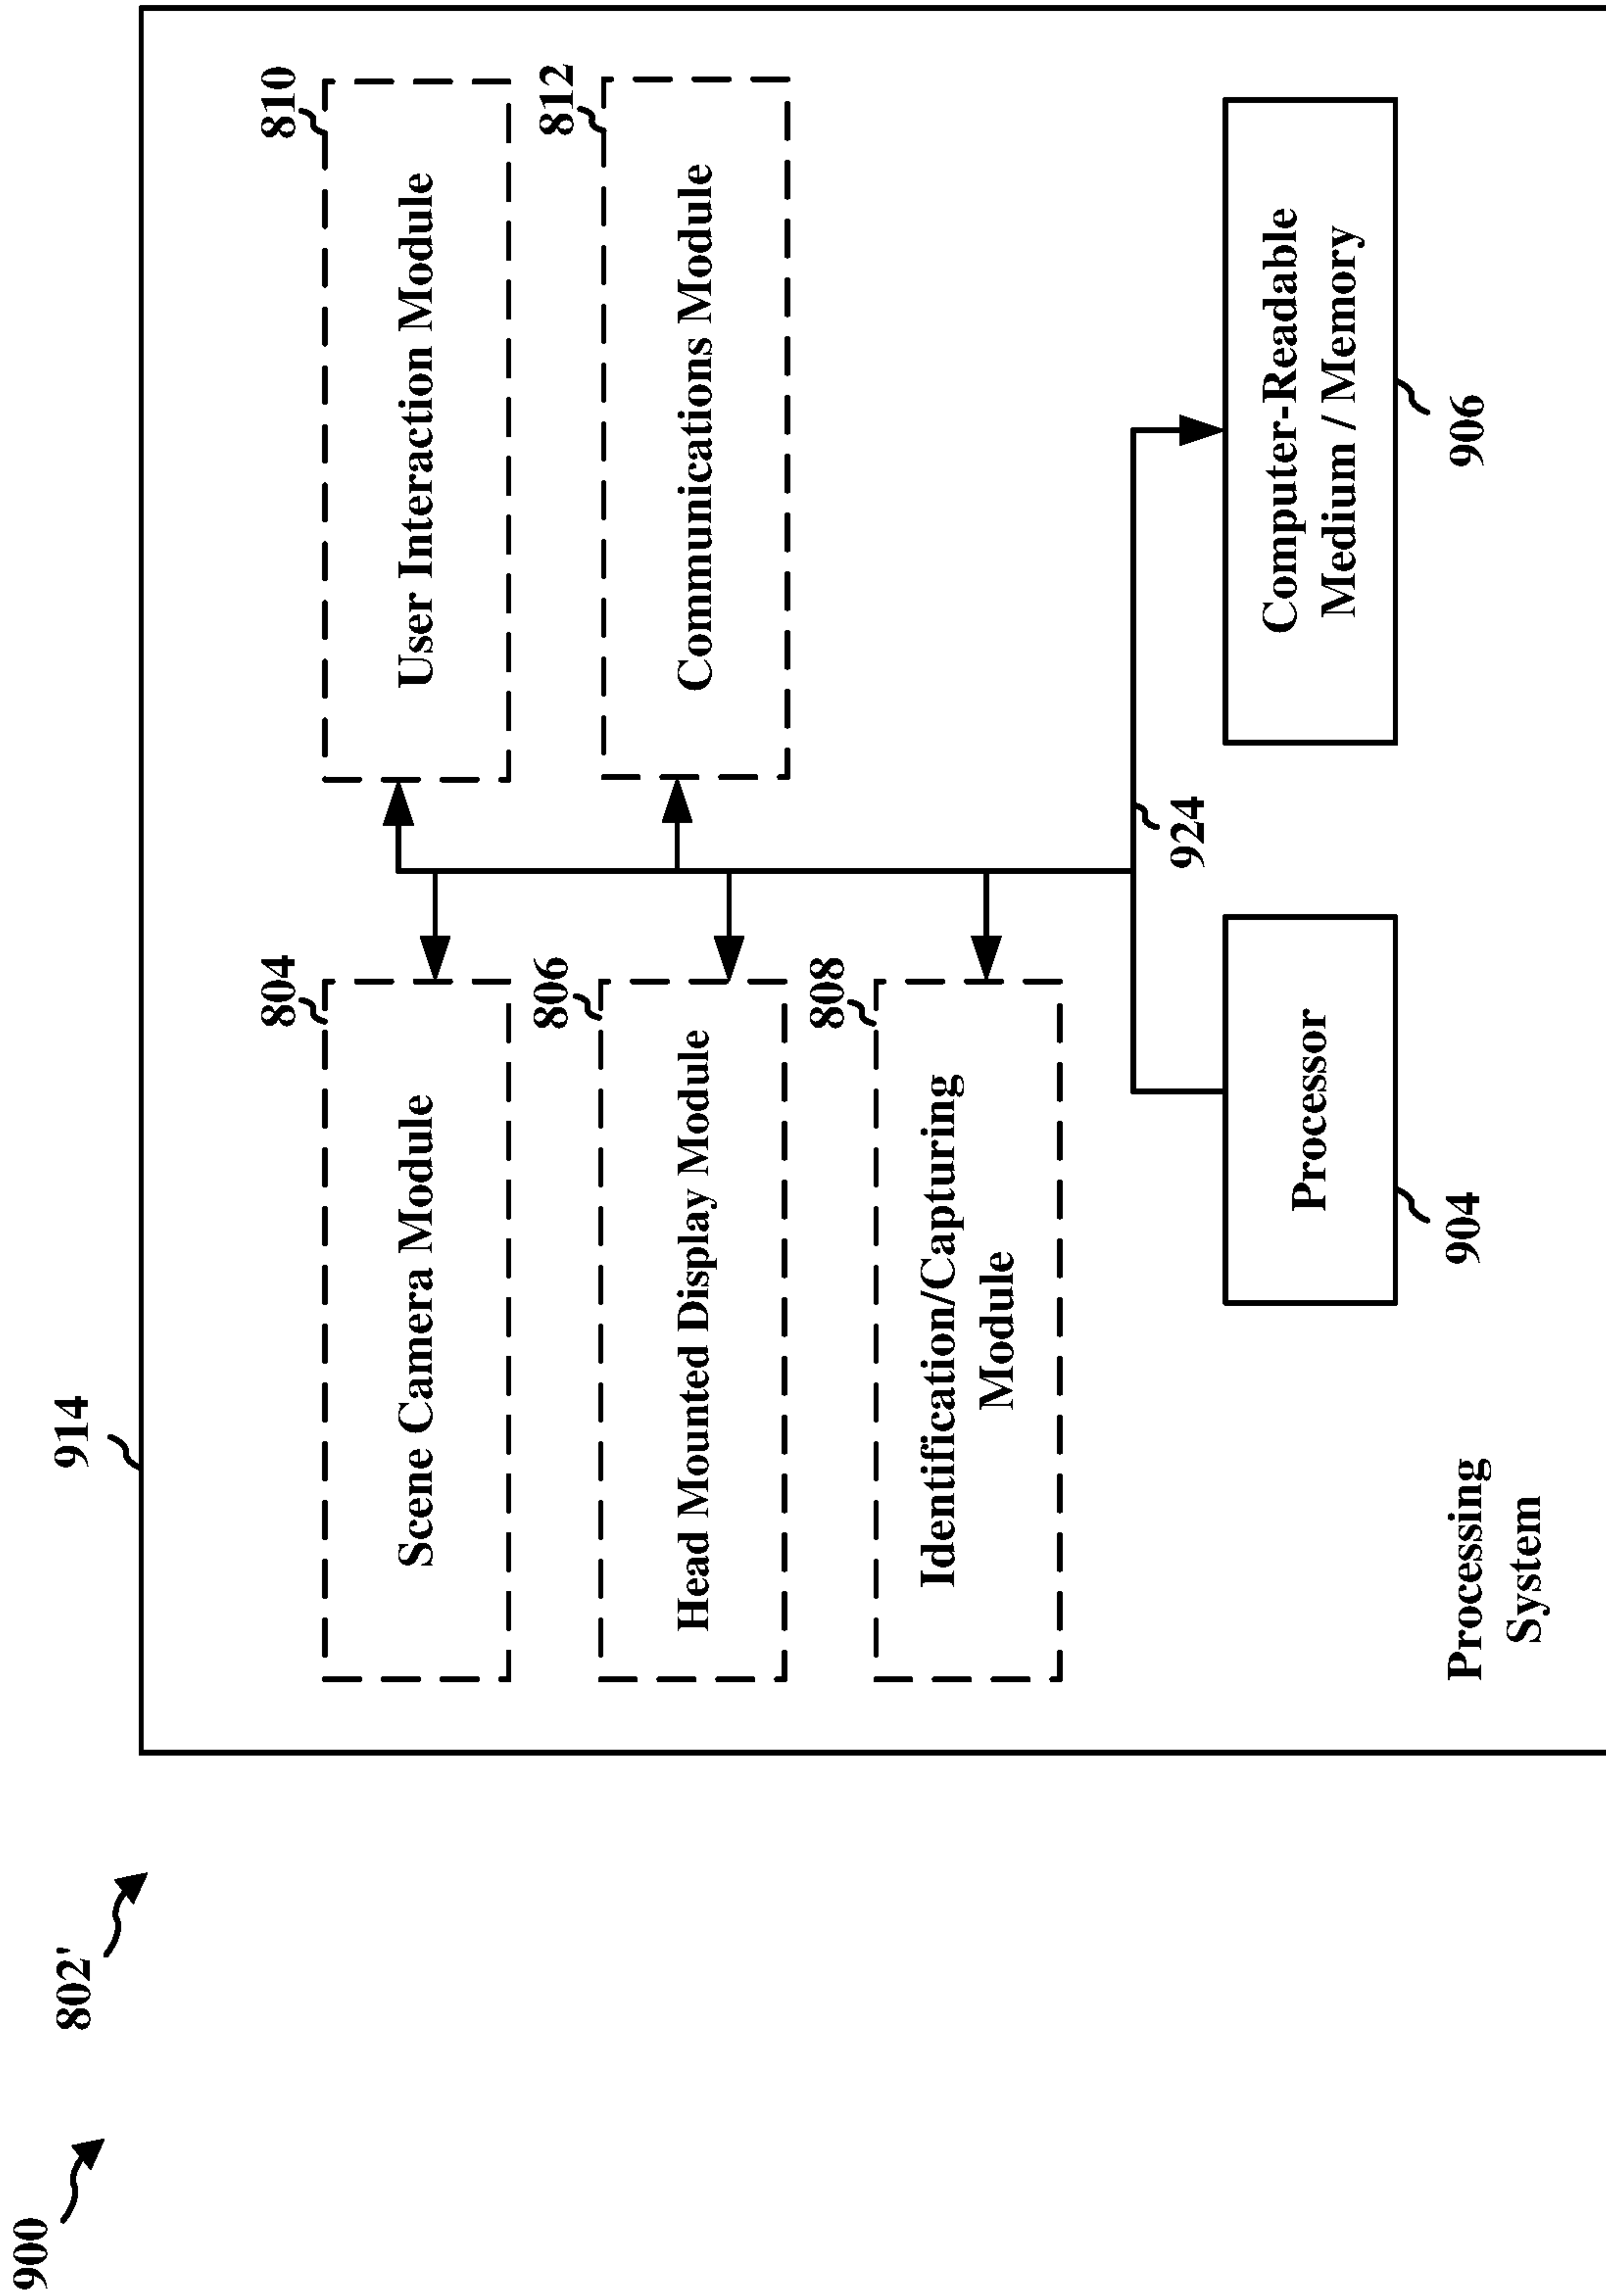 900
802'
914
804
Scene Camera Module
810
User Interaction Module
806
Head Mounted Display Module
812
Communications Module
808
Identification/Capturing
Module
924
Processor
904
Computer-Readable
Medium / Memory
906
Processing
System